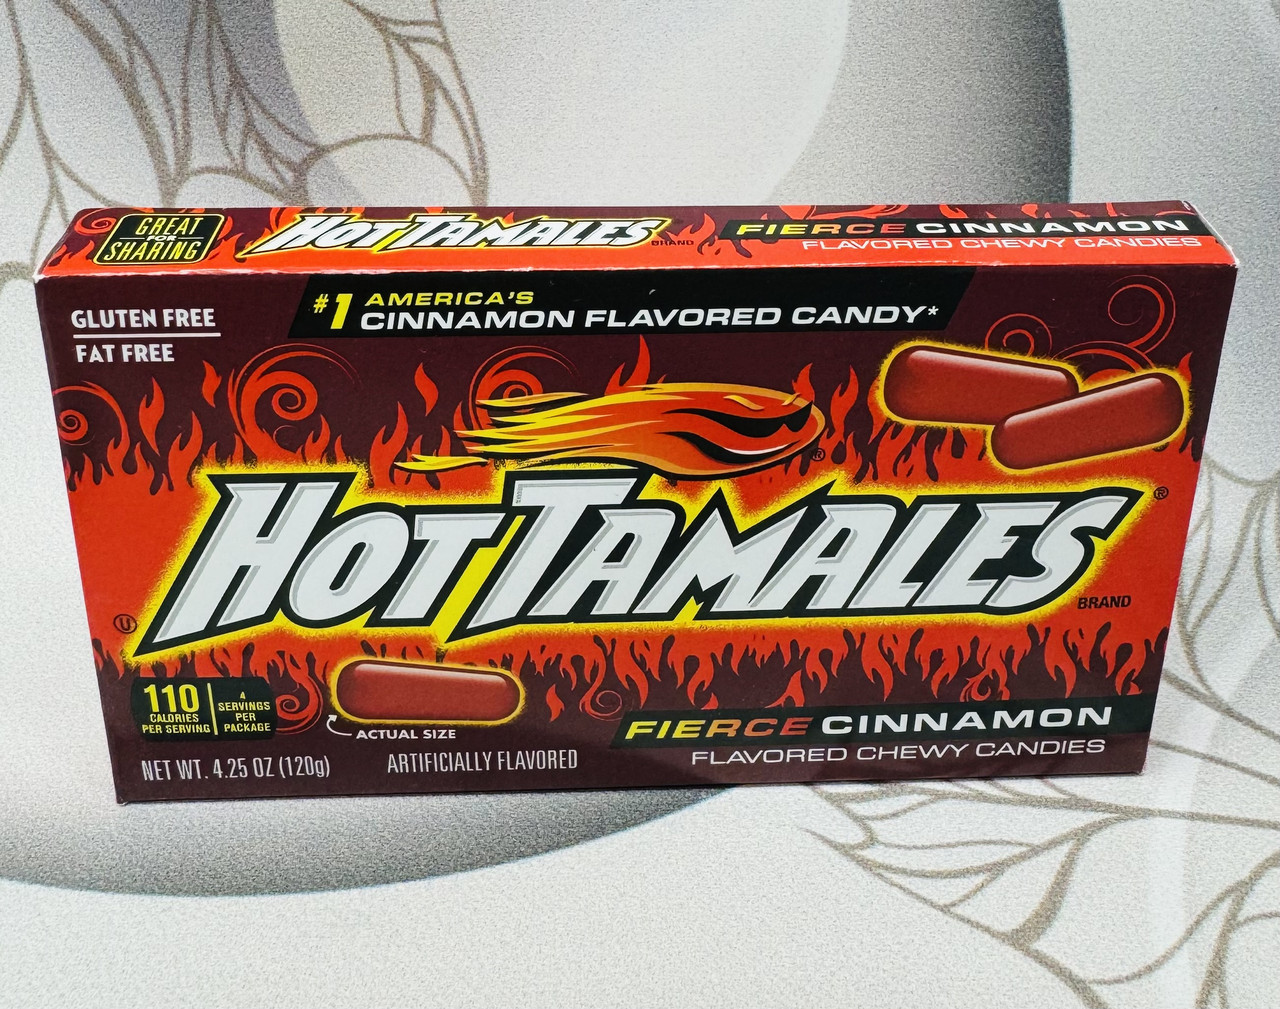 GREAT
FOR
SHARING
HOT TAMALES
BRAND
FIERCE CINNAMON
FLAVORED CHEWY CANDIES
GLUTEN FREE
FAT FREE
#1 AMERICA'S
CINNAMON FLAVORED CANDY*
®
HOT TAMALES®
BRAND
U
110
CALORIES
PER SERVING
4
SERVINGS
PER
PACKAGE
ACTUAL SIZE
NET WT. 4.25 OZ (120g)
ARTIFICIALLY FLAVORED
FIERCE CINNAMON
FLAVORED CHEWY CANDIES